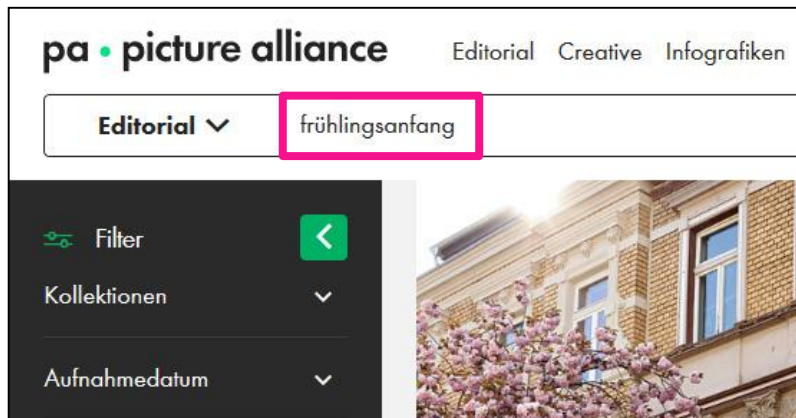 pa • picture alliance Editorial Creative Infografiken
Editorial frühlingsanfang
Filter
Kollektionen
Aufnahmedatum